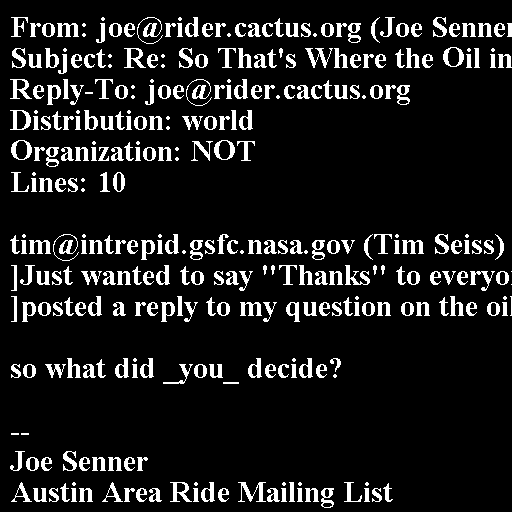 From: joe@rider.cactus.org (Joe Senner
Subject: Re: So That's Where the Oil in
Reply-To: joe@rider.cactus.org
Distribution: world
Organization: NOT
Lines: 10
tim@intrepid.gsfc.nasa.gov (Tim Seiss)
]Just wanted to say "Thanks" to everyo
]posted a reply to my question on the oil
so what did _you_ decide?
--
Joe Senner
Austin Area Ride Mailing List